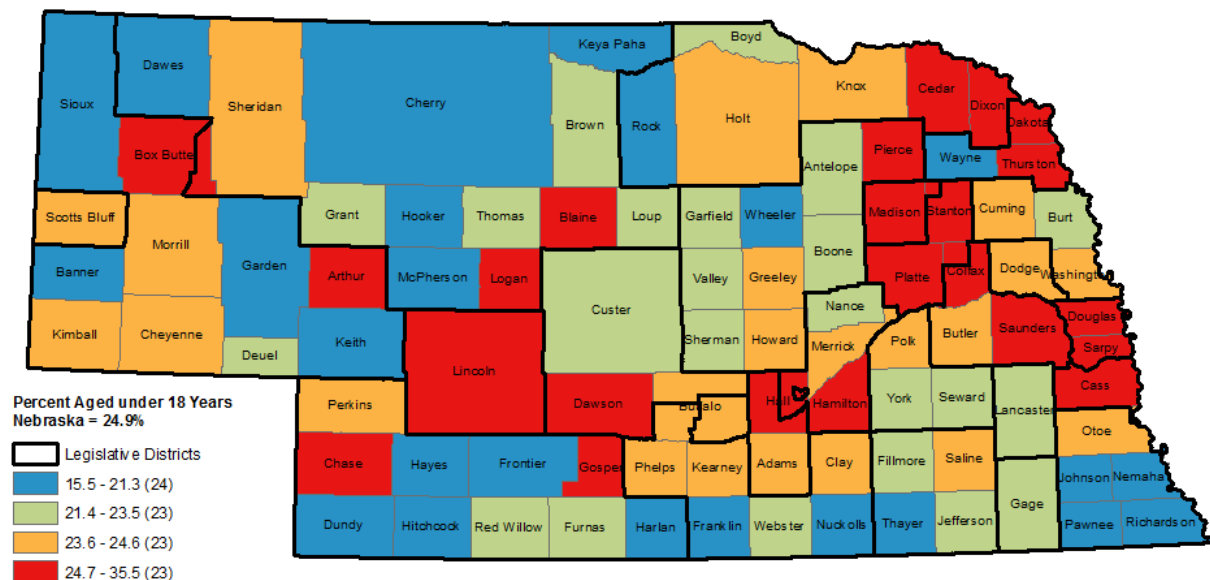 Boyd
Keya Paha
Dawes
Knox
Cedar
Sioux
Sheridan
Cherry
Dixon
Dakota
Brown
Rock
Holt
Box Butte
Pierce
Wayne
Thurston
Antelope
Scotts Bluff
Grant
Hooker
Thomas
Blaine
Loup
Garfield
Wheeler
Madison
Stanton
Cuming
Burt
Morrill
Boone
Banner
Garden
Arthur
McPherson
Logan
Valley
Greeley
Platte
Colfax
Dodge
Washington
Custer
Nance
Kimball
Cheyenne
Deuel
Keith
Sherman
Howard
Merrick
Polk
Butler
Saunders
Douglas
Sarpy
Lincoln
Percent Aged under 18 Years
Nebraska = 24.9%
Perkins
Dawson
Buffalo
Hall
Hamilton
York
Seward
Lancaster
Cass
Otoe
Legislative Districts
Chase
Hayes
Frontier
Gosper
Phelps
Kearney
Adams
Clay
Fillmore
Saline
Johnson
Nemaha
15.5 - 21.3 (24)
21.4 - 23.5 (23)
Gage
Dundy
Hitchcock
Red Willow
Furnas
Harlan
Franklin
Webster
Nuckolls
Thayer
Jefferson
Pawnee
Richardson
23.6 - 24.6 (23)
24.7 - 35.5 (23)